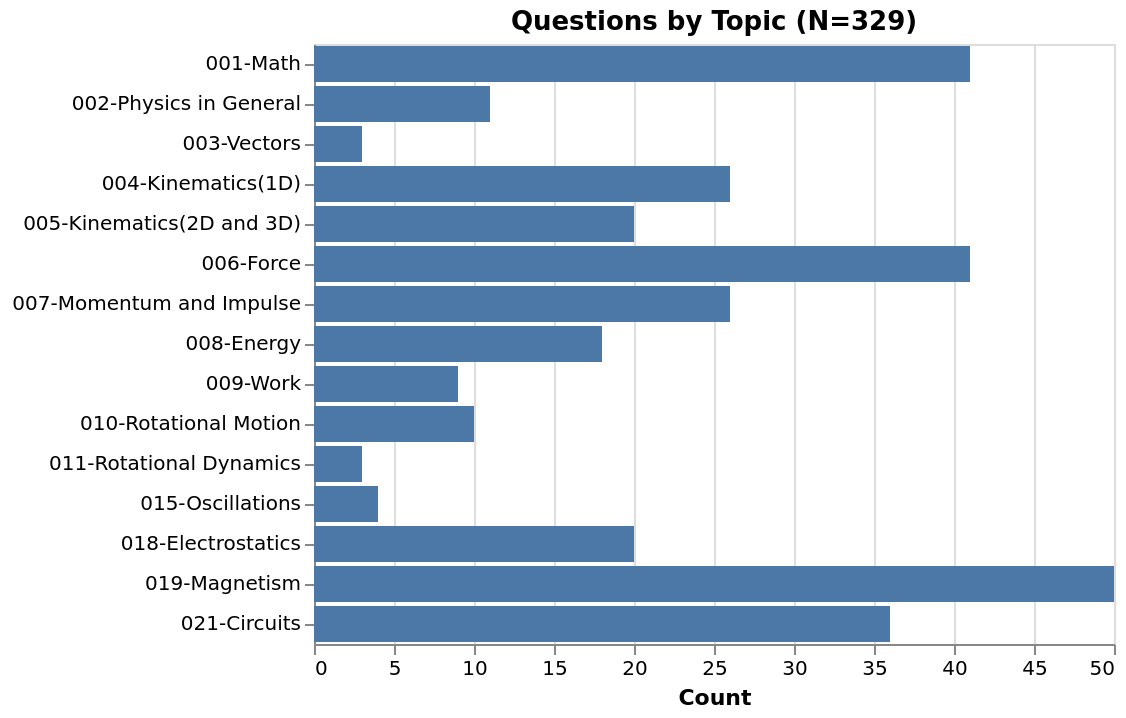 Questions by Topic (N=329)
001-Math
002-Physics in General
003-Vectors
004-Kinematics(1D)
005-Kinematics(2D and 3D)
006-Force
007-Momentum and Impulse
008-Energy
009-Work
010-Rotational Motion
011-Rotational Dynamics
015-Oscillations
018-Electrostatics
019-Magnetism
021-Circuits
0 5 10 15 20 25 30 35 40 45 50
Count